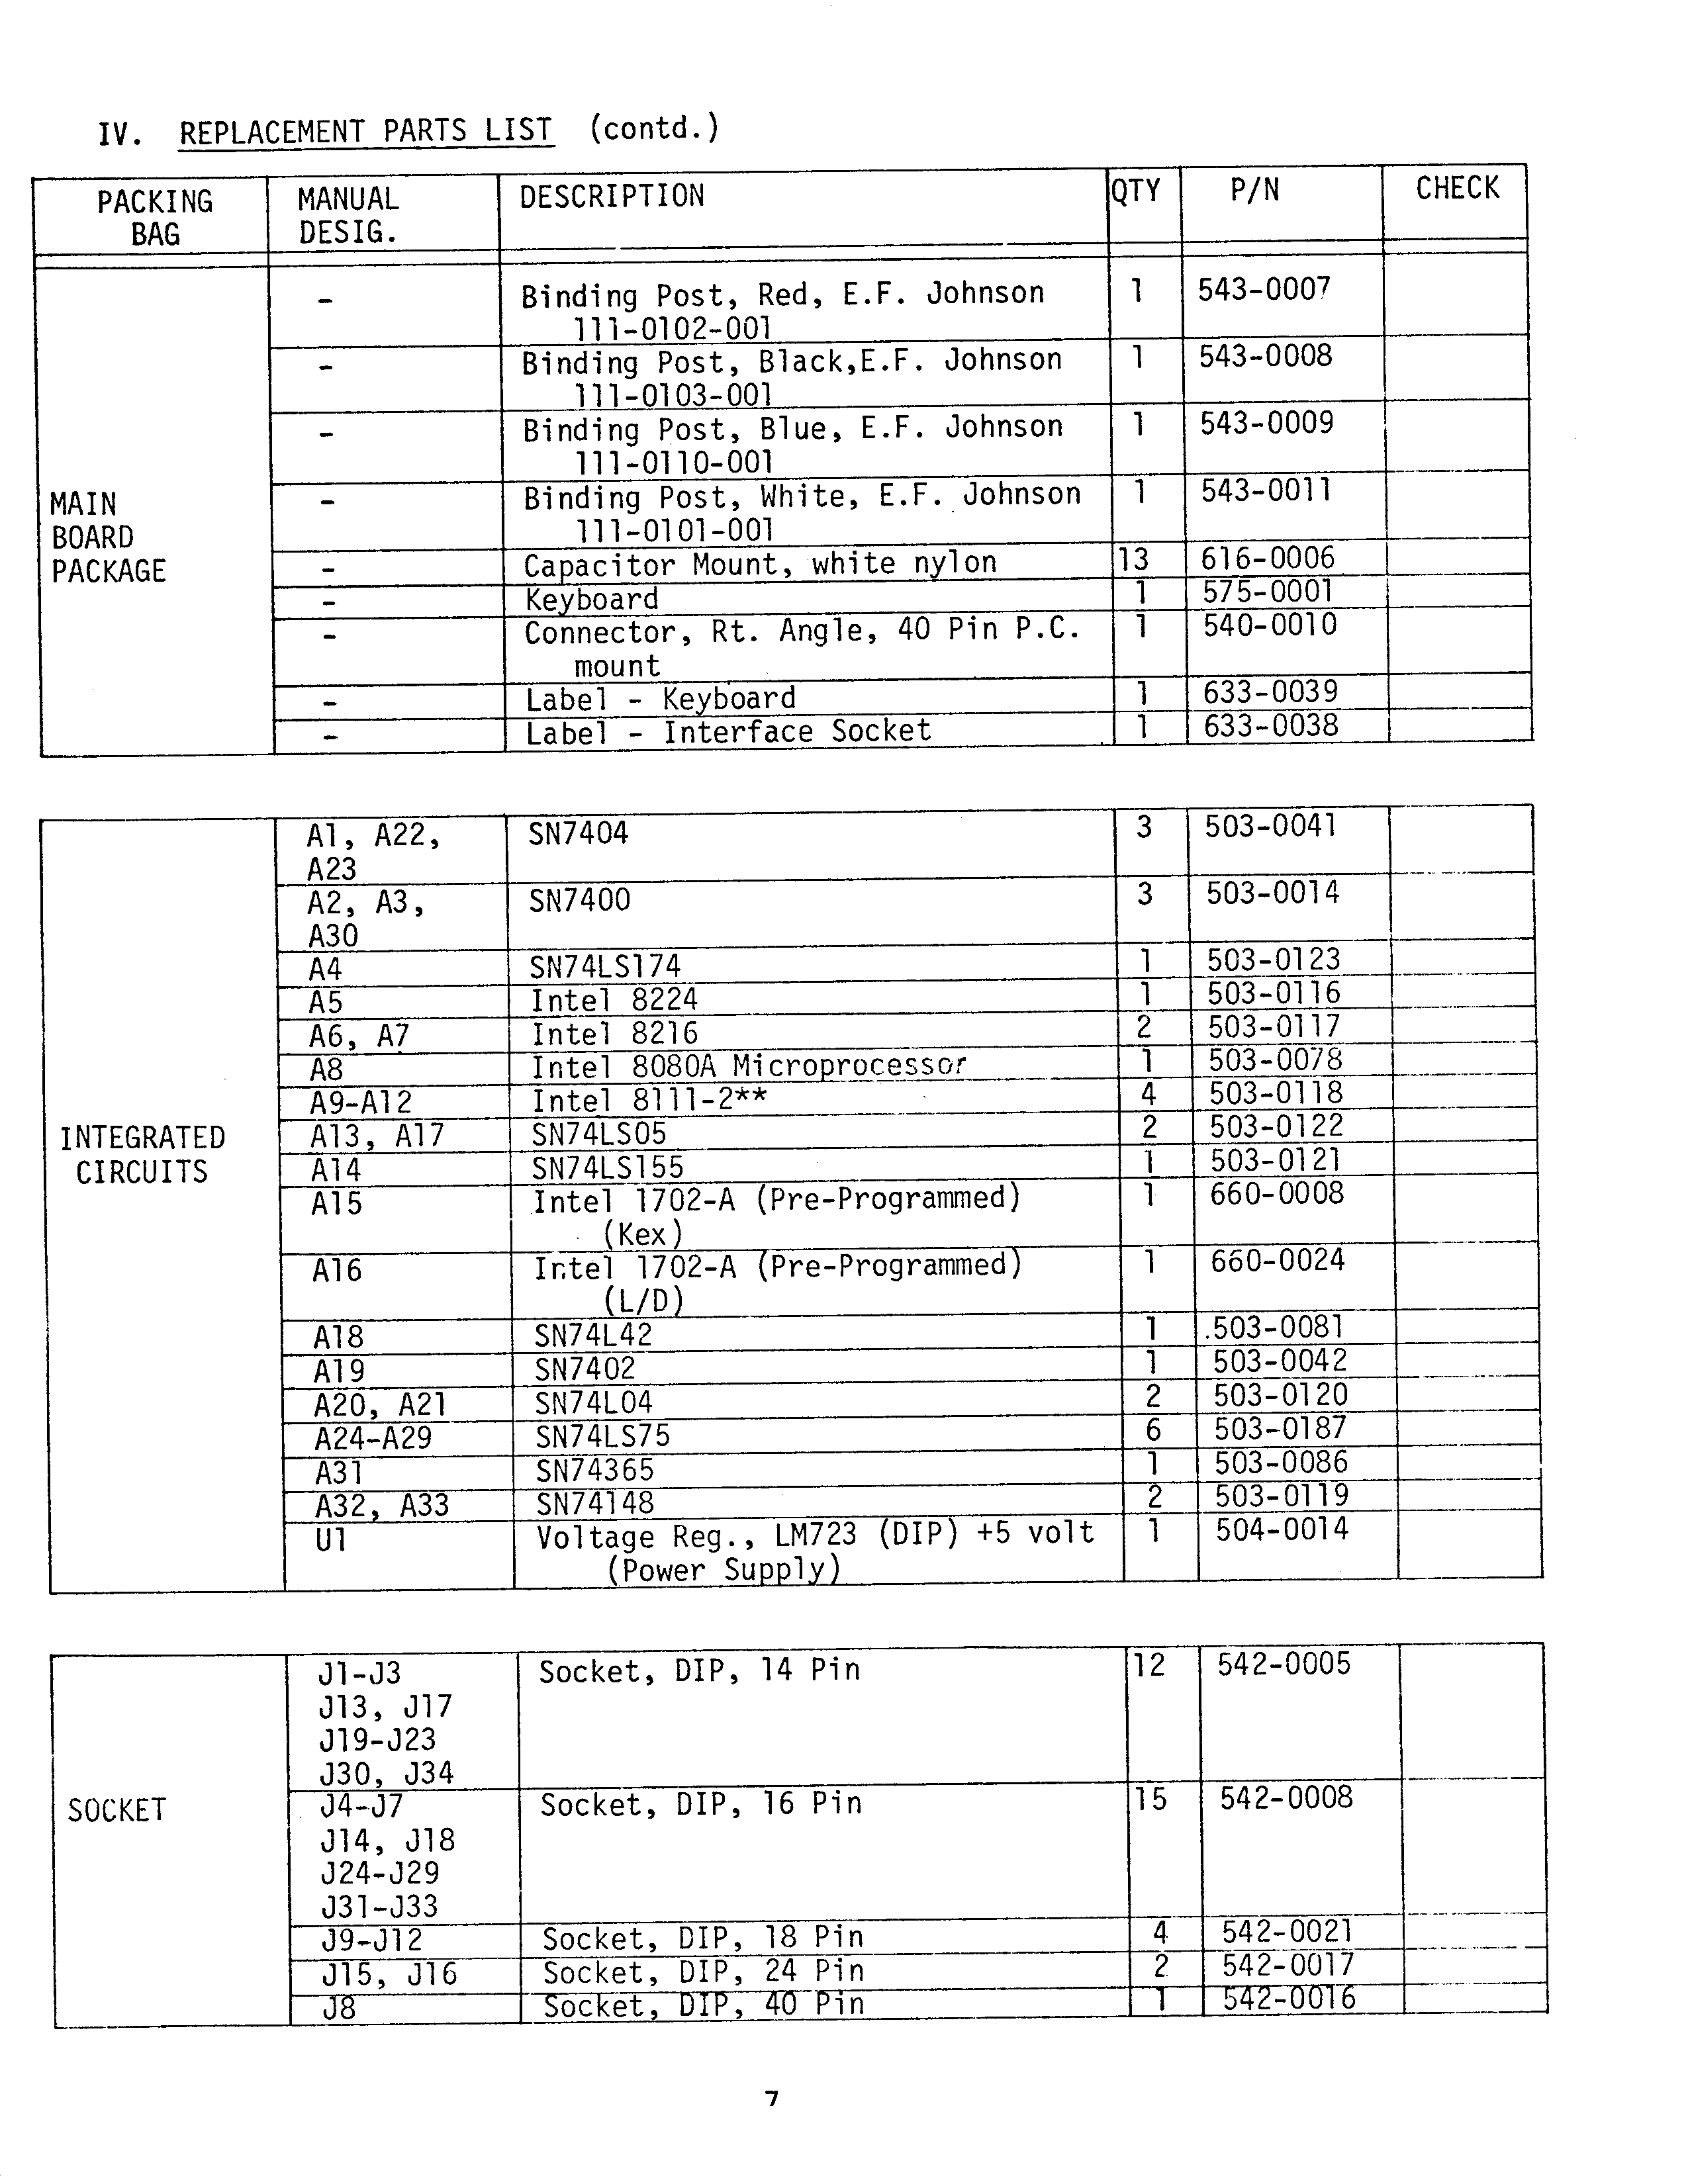 IV. REPLACEMENT PARTS LIST (contd.)
PACKING BAG MANUAL DESIG. DESCRIPTION QTY P/N CHECK
MAIN BOARD PACKAGE
- Binding Post, Red, E.F. Johnson 1 543-0007
111-0102-001
- Binding Post, Black,E.F. Johnson 1 543-0008
111-0103-001
- Binding Post, Blue, E.F. Johnson 1 543-0009
111-0110-001
- Binding Post, White, E.F. Johnson 1 543-0011
111-0101-001
- Capacitor Mount, white nylon 13 616-0006
- Keyboard 1 575-0001
- Connector, Rt. Angle, 40 Pin P.C. 1 540-0010
mount
- Label - Keyboard 1 633-0039
- Label - Interface Socket 1 633-0038
INTEGRATED CIRCUITS
A1, A22, SN7404 3 503-0041
A23
A2, A3, SN7400 3 503-0014
A30
A4 SN74LS174 1 503-0123
A5 Intel 8224 1 503-0116
A6, A7 Intel 8216 2 503-0117
A8 Intel 8080A Microprocessor 1 503-0078
A9-A12 Intel 8111-2** 4 503-0118
A13, A17 SN74LS05 2 503-0122
A14 SN74LS155 1 503-0121
A15 Intel 1702-A (Pre-Programmed) 1 660-0008
(Kex)
A16 Intel 1702-A (Pre-Programmed) 1 660-0024
(L/D)
A18 SN74L42 1 503-0081
A19 SN7402 1 503-0042
A20, A21 SN74L04 2 503-0120
A24-A29 SN74LS75 6 503-0187
A31 SN74365 1 503-0086
A32, A33 SN74148 2 503-0119
U1 Voltage Reg., LM723 (DIP) +5 volt 1 504-0014
(Power Supply)
SOCKET
J1-J3 Socket, DIP, 14 Pin 12 542-0005
J13, J17
J19-J23
J30, J34
J4-J7 Socket, DIP, 16 Pin 15 542-0008
J14, J18
J24-J29
J31-J33
J9-J12 Socket, DIP, 18 Pin 4 542-0021
J15, J16 Socket, DIP, 24 Pin 2 542-0017
J8 Socket, DIP, 40 Pin 1 542-0016
7